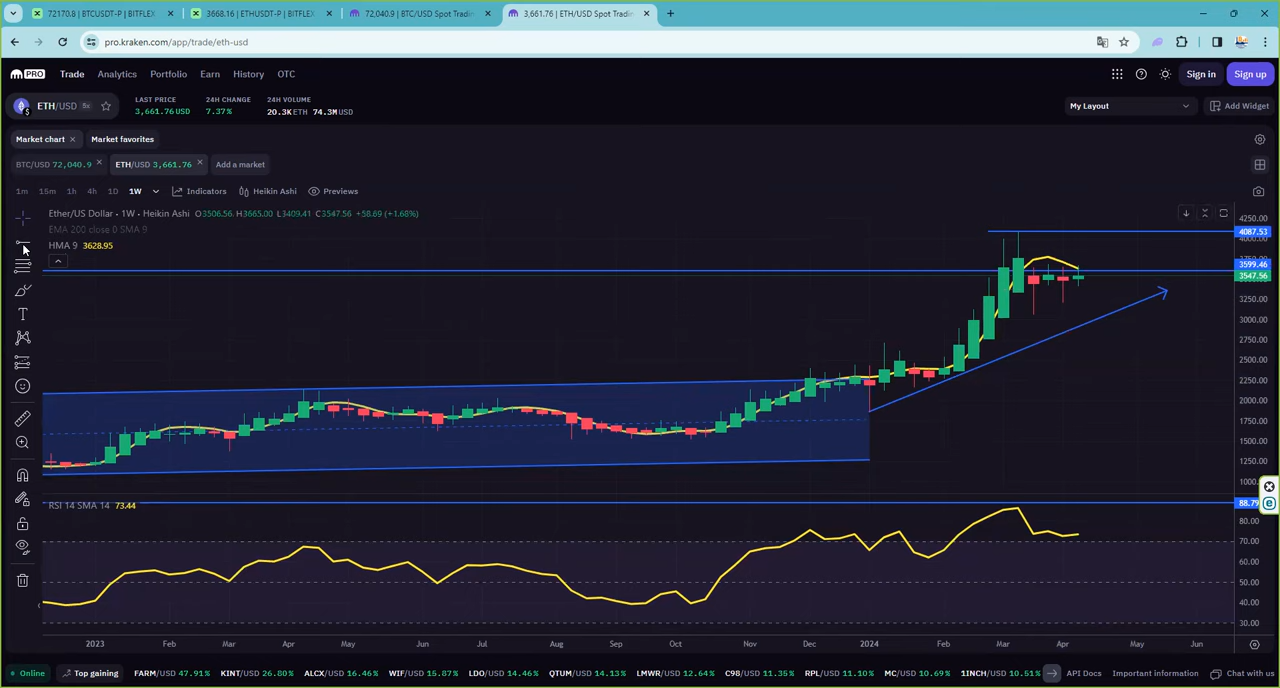 72170.8 | BTCUSDT-P | BITFLEX
3668.16 | ETHUSDT-P | BITFLEX
72,040.9 | BTC/USD Spot Tradin
3,661.76 | ETH/USD Spot Tradin
pro.kraken.com/app/trade/eth-usd
PRO Trade Analytics Portfolio Earn History OTC Sign in Sign up
ETH/USD 5x
LAST PRICE 24H CHANGE 24H VOLUME
3,661.76 USD 7.37% 20.3K ETH 74.3M USD
My Layout Add Widget
Market chart Market favorites
BTC/USD 72,040.9 ETH/USD 3,661.76 Add a market
1m 15m 1h 4h 1D 1W Indicators Heikin Ashi Previews
Ether/US Dollar · 1W · Heikin Ashi O3506.56 H3665.00 L3409.41 C3547.56 +58.69 (+1.68%)
EMA 200 close 0 SMA 9
HMA 9 3628.95
4250.00
4087.53
4000.00
3599.46
3547.56
3250.00
3000.00
2750.00
2500.00
2250.00
2000.00
1750.00
1500.00
1250.00
RSI 14 SMA 14 73.44
88.79
80.00
70.00
60.00
50.00
40.00
30.00
2023 Feb Mar Apr May Jun Jul Aug Sep Oct Nov Dec 2024 Feb Mar Apr May Jun
Online Top gaining FARM/USD 47.91% KINT/USD 26.80% ALCX/USD 16.46% WIF/USD 15.87% LDO/USD 14.46% QTUM/USD 14.13% LMWR/USD 12.64% C98/USD 11.35% RPL/USD 11.10% MC/USD 10.69% 1INCH/USD 10.51% API Docs Important information Chat with us